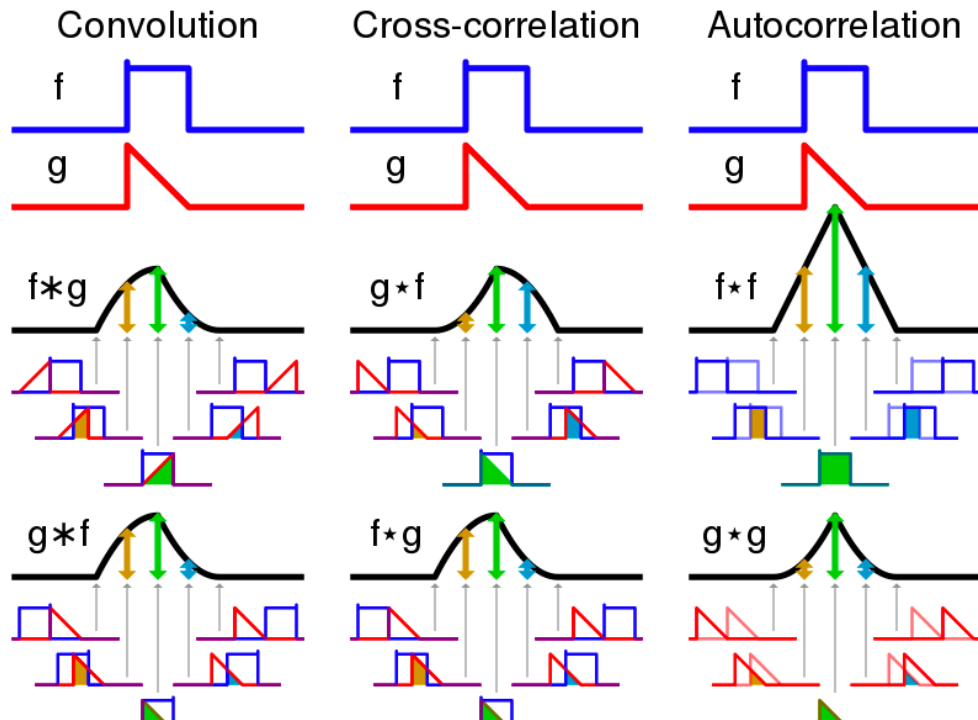 Convolution Cross-correlation Autocorrelation
f f f
g g g
f∗g g⋆f f⋆f
g∗f f⋆g g⋆g